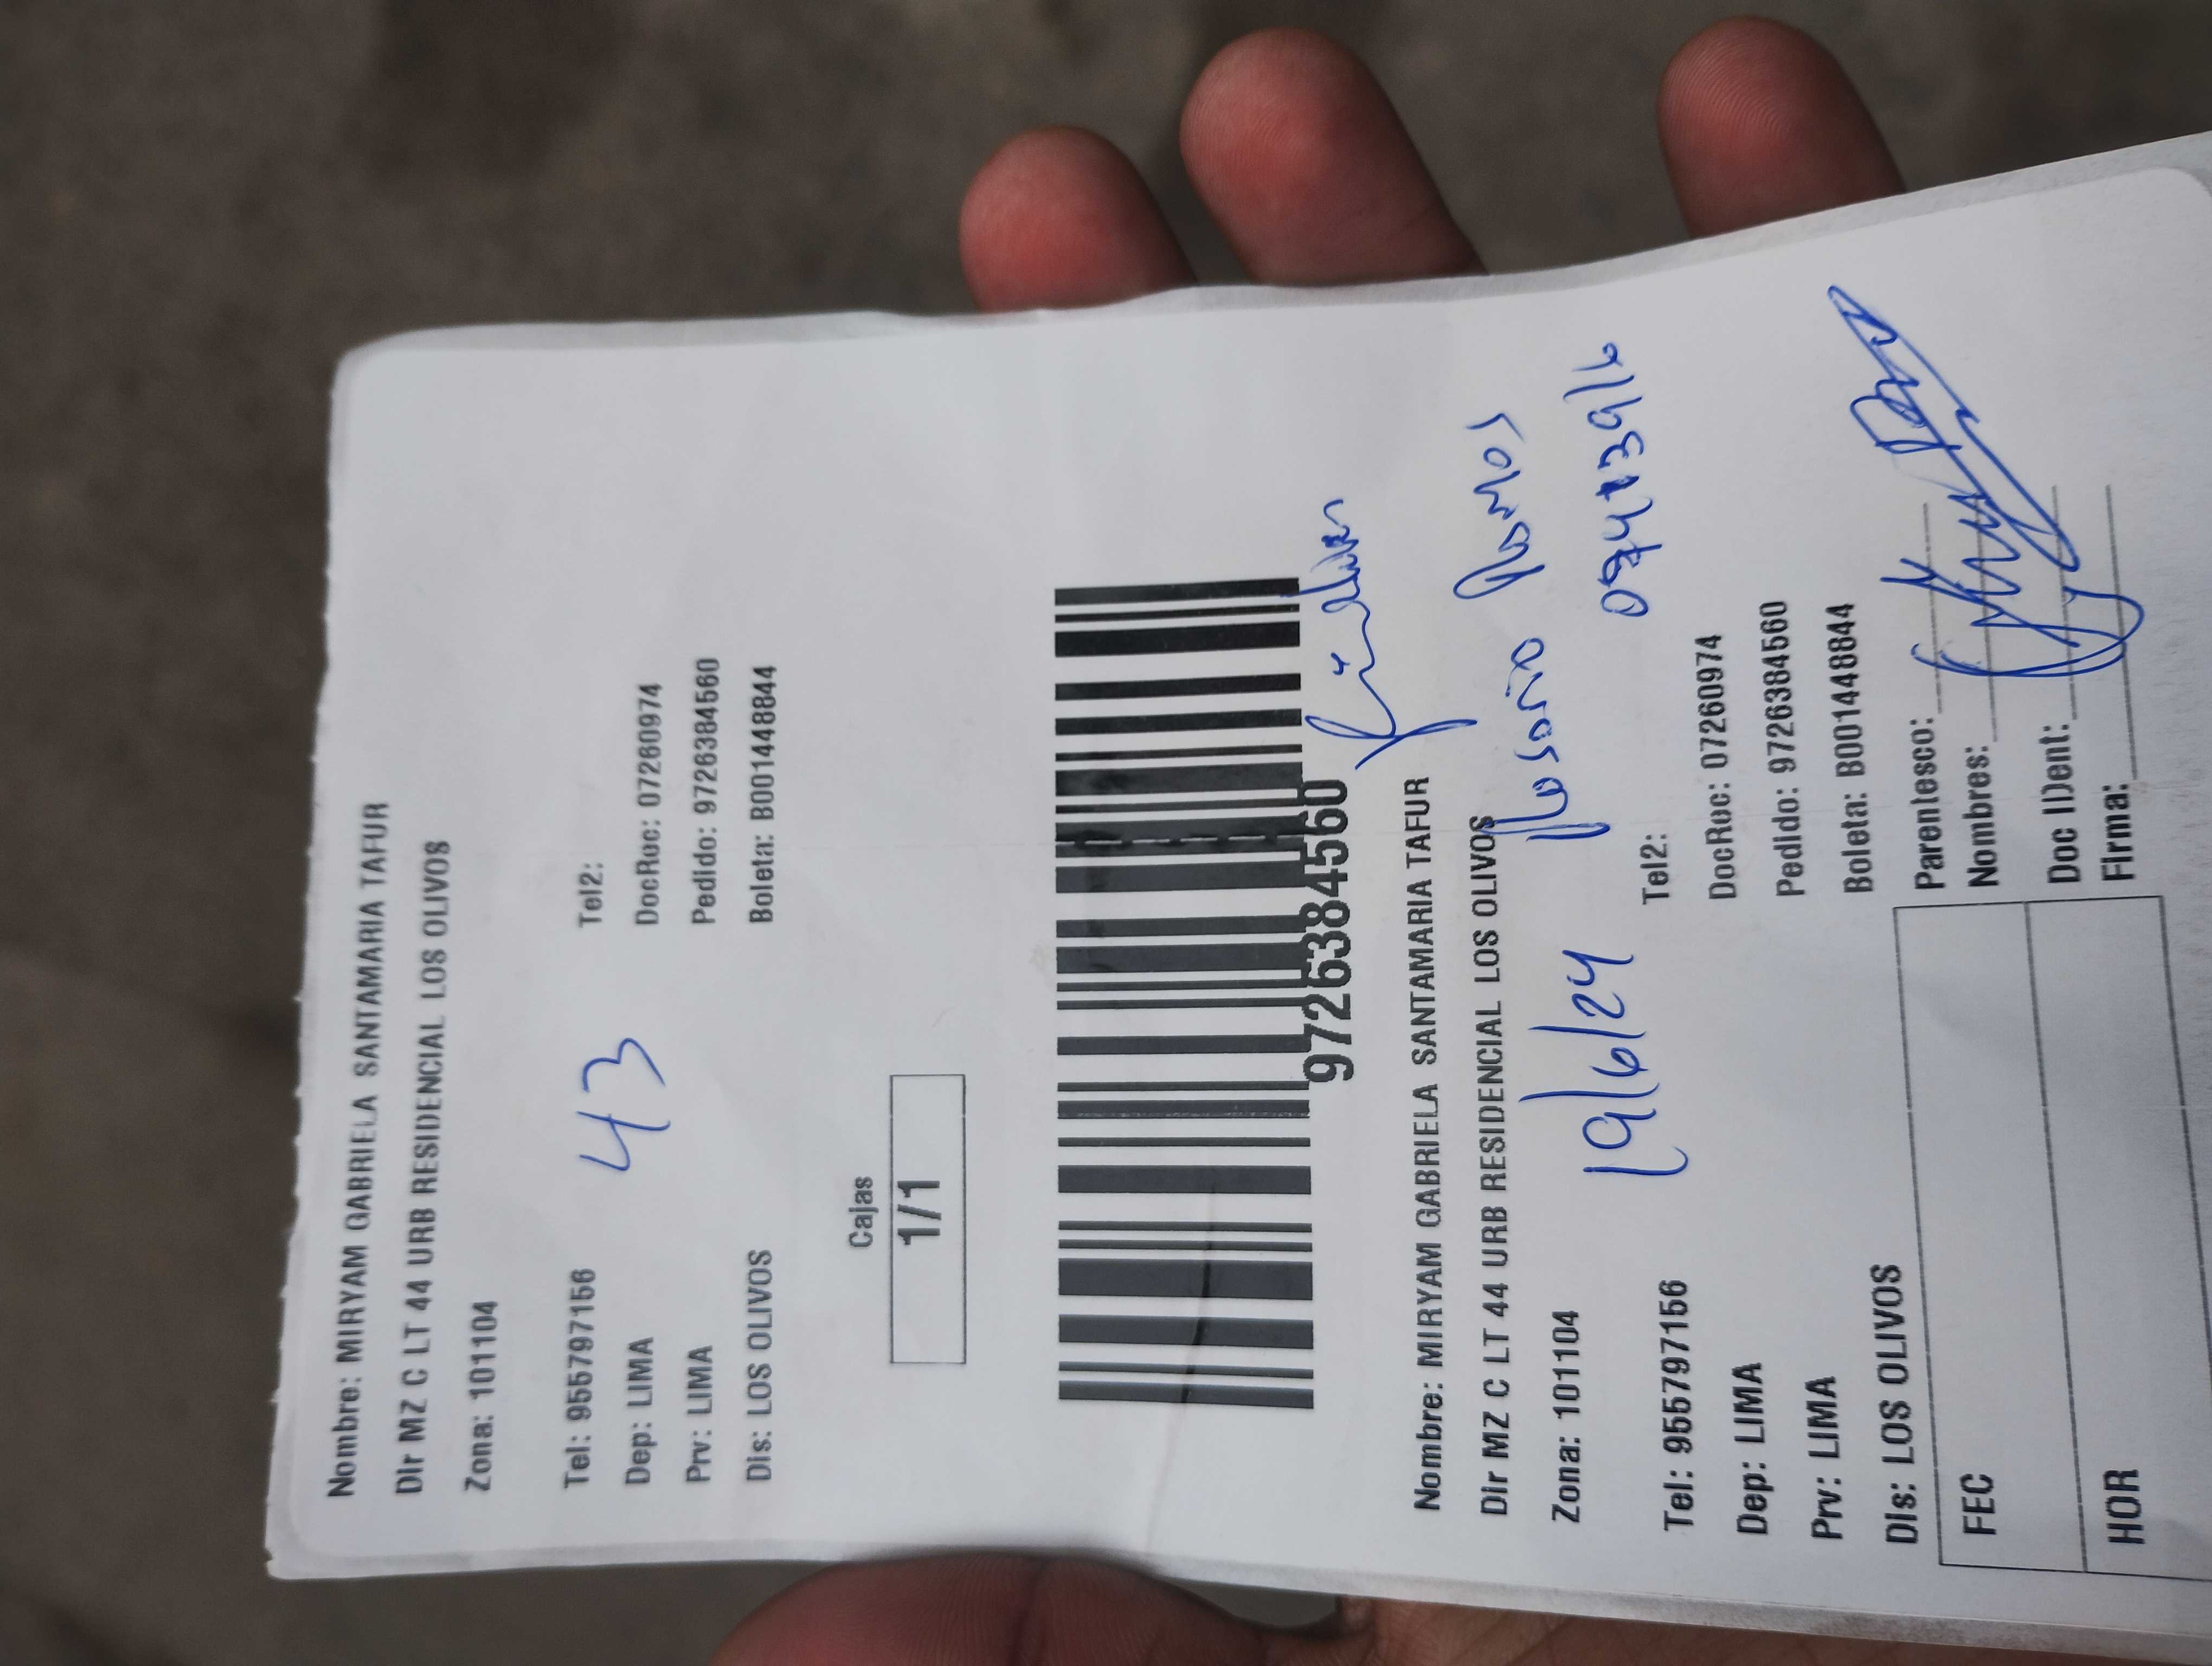 Nombre: MIRYAM GABRIELA SANTAMARIA TAFUR
Dir MZ C LT 44 URB RESIDENCIAL LOS OLIVOS
Zona: 101104
Tel: 955797156
Tel2:
43
Dep: LIMA
DocRoc: 07260974
Prv: LIMA
Pedido: 9726384560
Dis: LOS OLIVOS
Boleta: B001448844
Cajas
1/1
9726384560
Nombre: MIRYAM GABRIELA SANTAMARIA TAFUR
Dir MZ C LT 44 URB RESIDENCIAL LOS OLIVOS
Zona: 101104
19/6/24
Ramos
Tel: 955797156
Tel2:
Dep: LIMA
DocRoc: 07260974
Prv: LIMA
Pedido: 9726384560
Dis: LOS OLIVOS
Boleta: B001448844
FEC
Parentesco:
Nombres:
HOR
Doc IDent:
Firma: